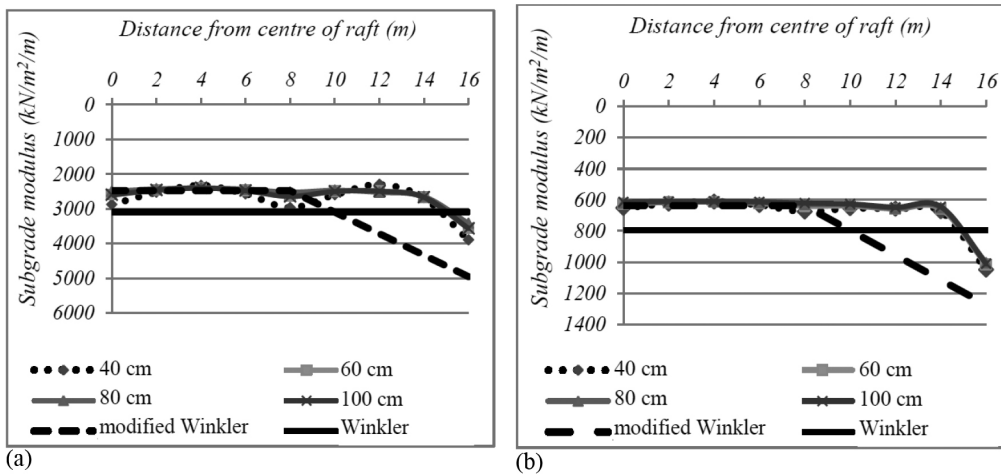 (a)
Distance from centre of raft (m)
0 2 4 6 8 10 12 14 16
Subgrade modulus (kN/m²/m)
0
1000
2000
3000
4000
5000
6000
40 cm
60 cm
80 cm
100 cm
modified Winkler
Winkler
(b)
Distance from centre of raft (m)
0 2 4 6 8 10 12 14 16
Subgrade modulus (kN/m²/m)
0
200
400
600
800
1000
1200
1400
40 cm
60 cm
80 cm
100 cm
modified Winkler
Winkler